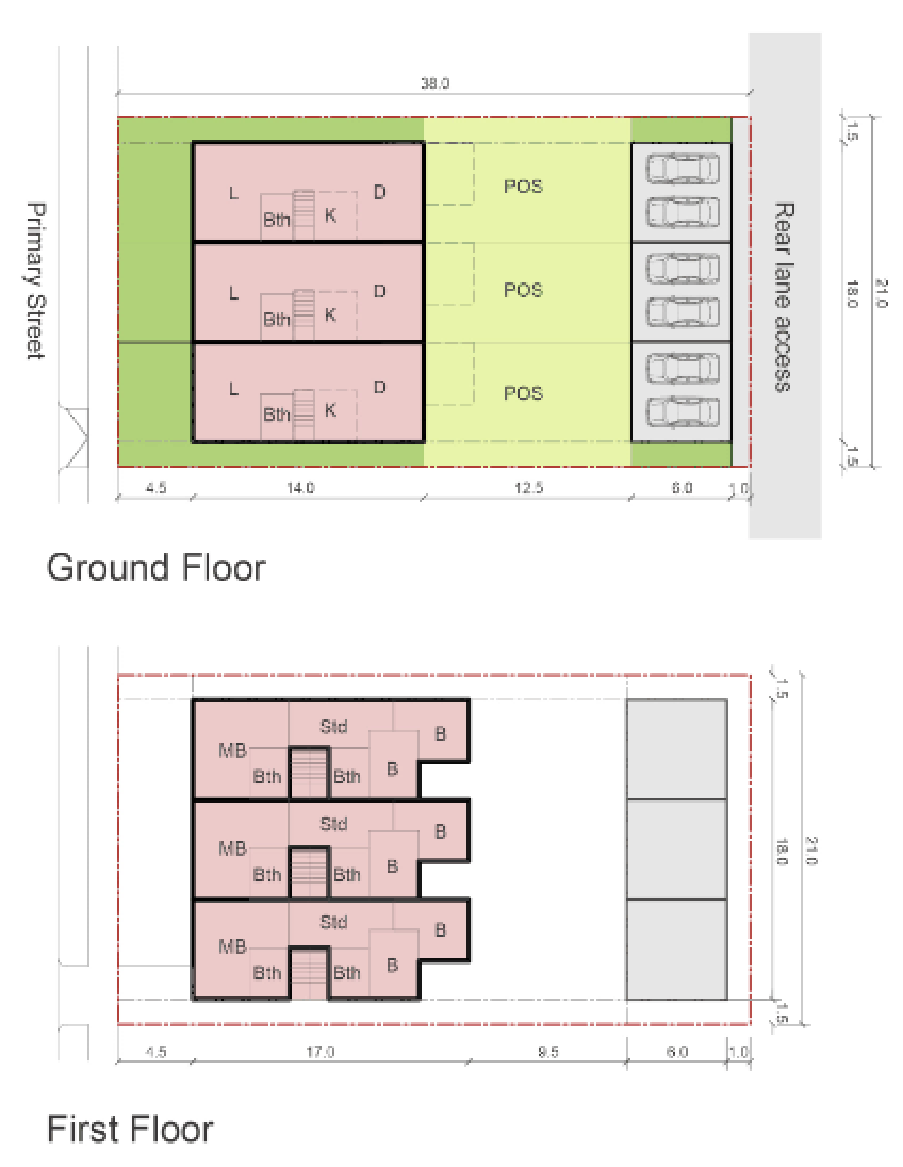 38.0
1.5
L
D
POS
Bth
K
Primary Street
Rear lane access
L
D
POS
18.0
21.0
Bth
K
L
D
POS
Bth
K
1.5
4.5
14.0
12.5
6.0
1.0
Ground Floor
1.5
Std
B
MB
Bth
Bth
B
Std
B
MB
18.0
21.0
Bth
Bth
B
Std
B
MB
Bth
Bth
B
1.5
4.5
17.0
9.5
6.0
1.0
First Floor